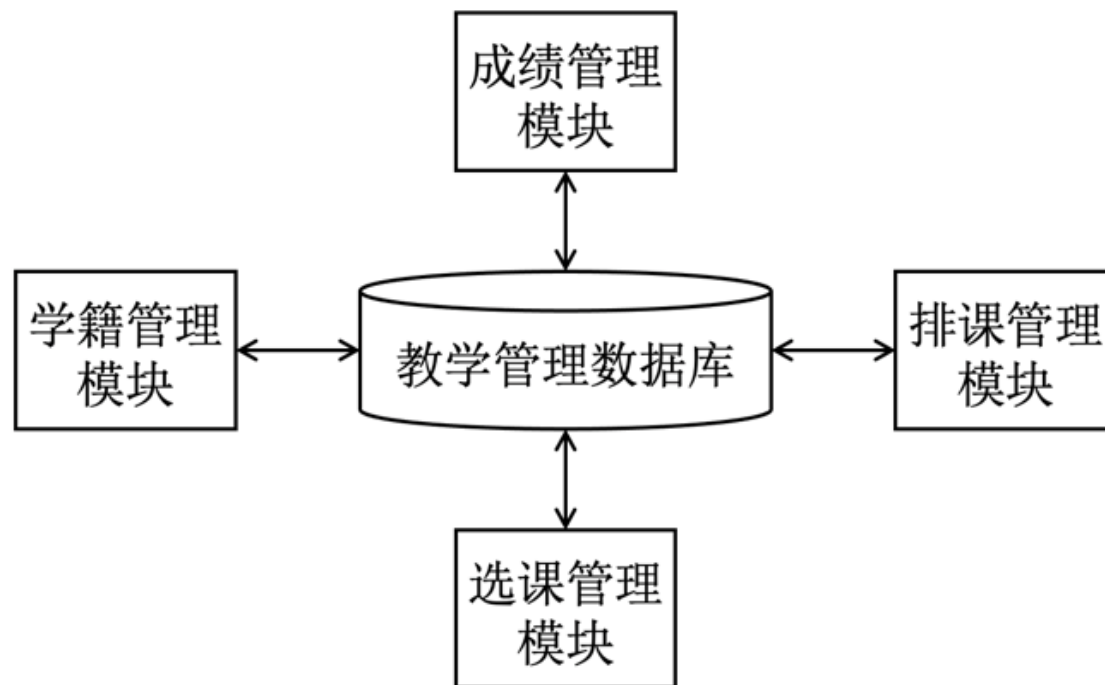 成绩管理
模块
学籍管理
模块
教学管理数据库
排课管理
模块
选课管理
模块